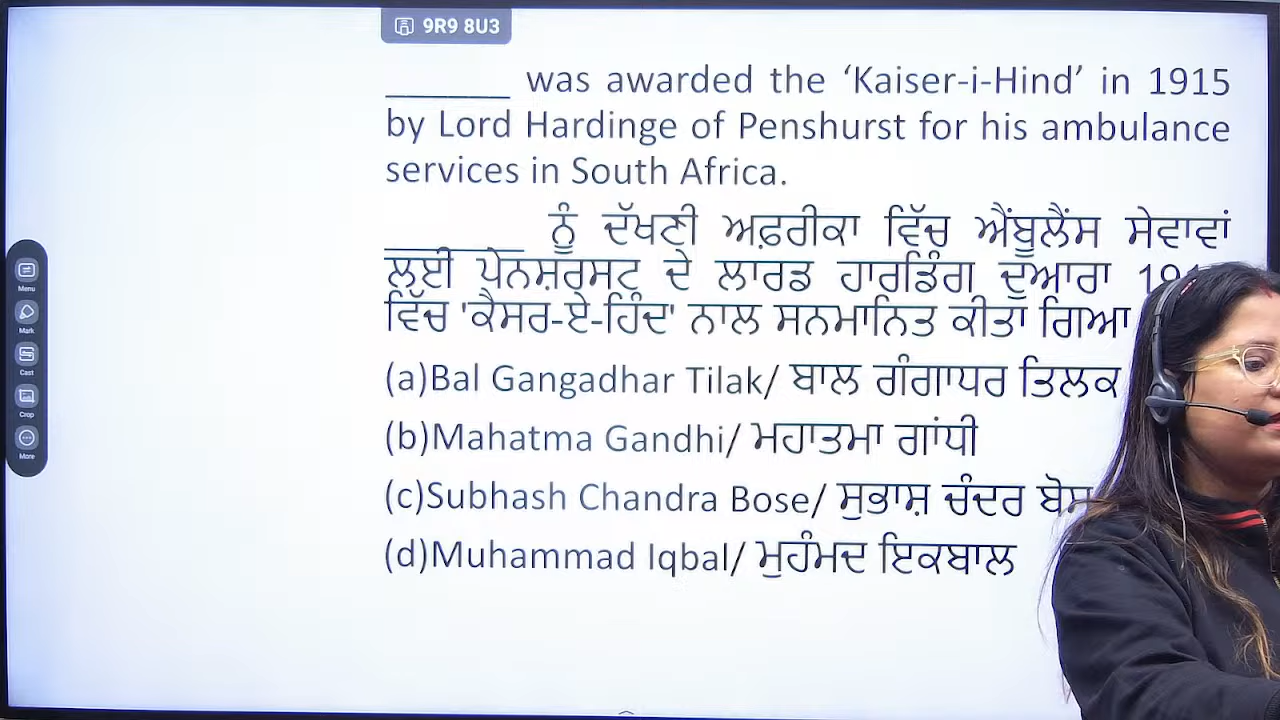 9R9 8U3
______ was awarded the ‘Kaiser-i-Hind’ in 1915
by Lord Hardinge of Penshurst for his ambulance
services in South Africa.
______ ਨੂੰ ਦੱਖਣੀ ਅਫ਼ਰੀਕਾ ਵਿੱਚ ਐਂਬੂਲੈਂਸ ਸੇਵਾਵਾਂ
ਲਈ ਪੇਨਸ਼ਰਸਟ ਦੇ ਲਾਰਡ ਹਾਰਡਿੰਗ ਦੁਆਰਾ
ਵਿੱਚ 'ਕੈਸਰ-ਏ-ਹਿੰਦ' ਨਾਲ ਸਨਮਾਨਿਤ ਕੀਤਾ ਗਿਆ
(a)Bal Gangadhar Tilak/ ਬਾਲ ਗੰਗਾਧਰ ਤਿਲਕ
(b)Mahatma Gandhi/ ਮਹਾਤਮਾ ਗਾਂਧੀ
(c)Subhash Chandra Bose/ ਸੁਭਾਸ਼ ਚੰਦਰ
(d)Muhammad Iqbal/ ਮੁਹੰਮਦ ਇਕਬਾਲ
Menu
Mark
Cast
Crop
More